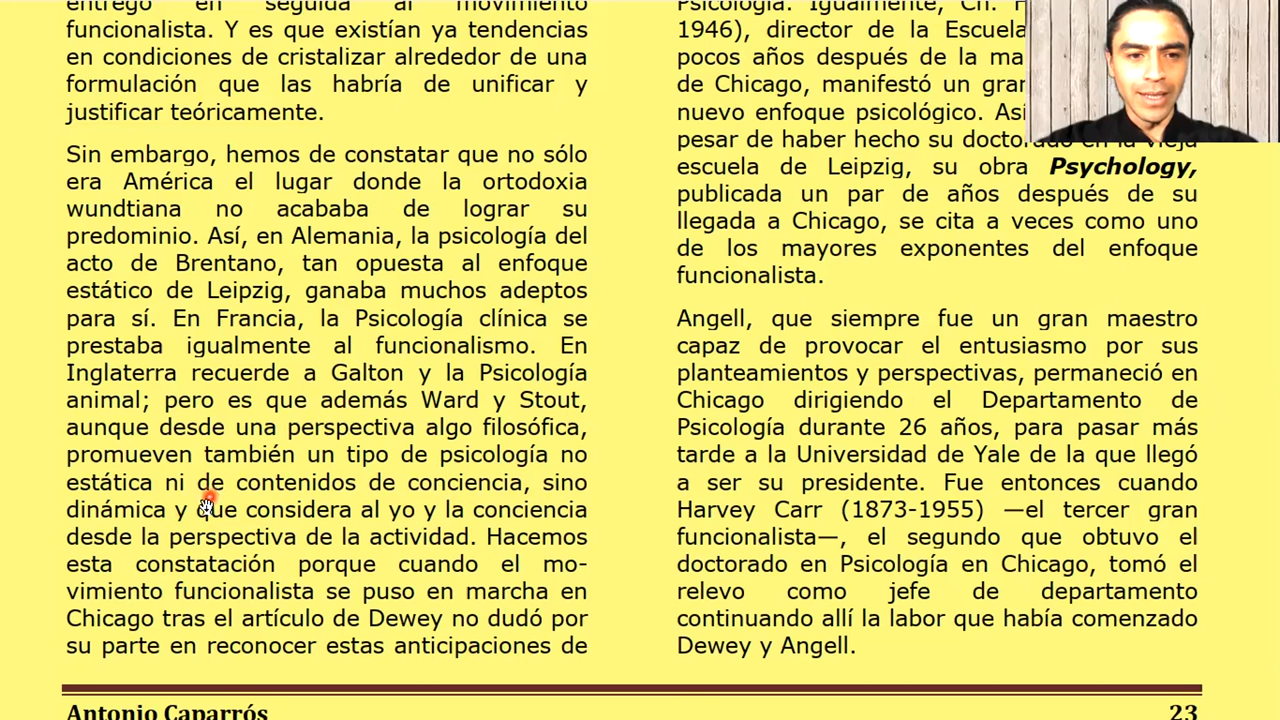 entregó en seguida al movimiento
funcionalista. Y es que existían ya tendencias
en condiciones de cristalizar alrededor de una
formulación que las habría de unificar y
justificar teóricamente.
Sin embargo, hemos de constatar que no sólo
era América el lugar donde la ortodoxia
wundtiana no acababa de lograr su
predominio. Así, en Alemania, la psicología del
acto de Brentano, tan opuesta al enfoque
estático de Leipzig, ganaba muchos adeptos
para sí. En Francia, la Psicología clínica se
prestaba igualmente al funcionalismo. En
Inglaterra recuerde a Galton y la Psicología
animal; pero es que además Ward y Stout,
aunque desde una perspectiva algo filosófica,
promueven también un tipo de psicología no
estática ni de contenidos de conciencia, sino
dinámica y que considera al yo y la conciencia
desde la perspectiva de la actividad. Hacemos
esta constatación porque cuando el mo-
vimiento funcionalista se puso en marcha en
Chicago tras el artículo de Dewey no dudó por
su parte en reconocer estas anticipaciones de
Psicología. Igualmente, Ch.
1946), director de la Escuela
pocos años después de la
de Chicago, manifestó un
nuevo enfoque psicológico. Así
pesar de haber hecho su doctorado en la vieja
escuela de Leipzig, su obra Psychology,
publicada un par de años después de su
llegada a Chicago, se cita a veces como uno
de los mayores exponentes del enfoque
funcionalista.
Angell, que siempre fue un gran maestro
capaz de provocar el entusiasmo por sus
planteamientos y perspectivas, permaneció en
Chicago dirigiendo el Departamento de
Psicología durante 26 años, para pasar más
tarde a la Universidad de Yale de la que llegó
a ser su presidente. Fue entonces cuando
Harvey Carr (1873-1955) —el tercer gran
funcionalista—, el segundo que obtuvo el
doctorado en Psicología en Chicago, tomó el
relevo como jefe de departamento
continuando allí la labor que había comenzado
Dewey y Angell.
Antonio Caparrós 23